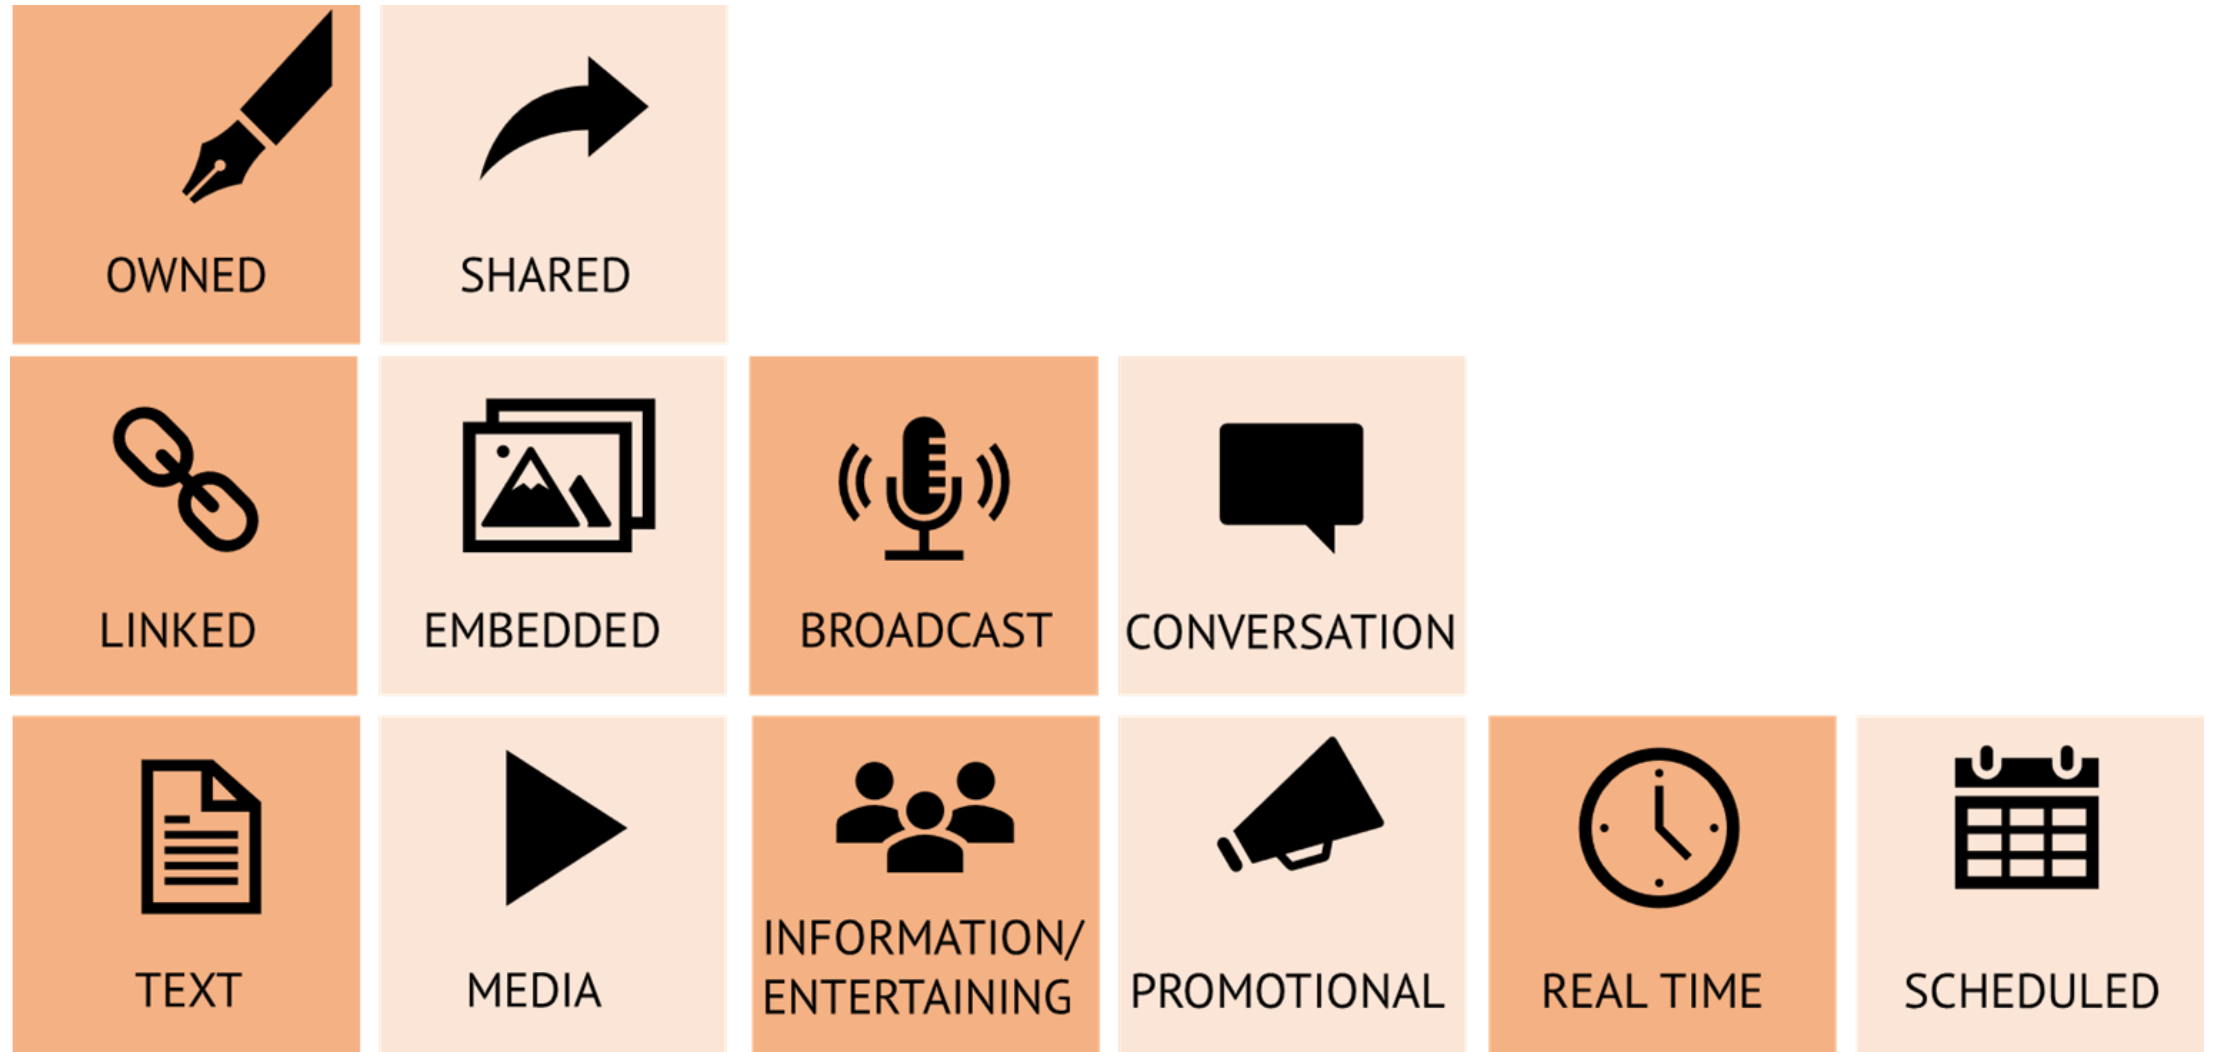 OWNED
SHARED
LINKED
EMBEDDED
BROADCAST
CONVERSATION
TEXT
MEDIA
INFORMATION/
ENTERTAINING
PROMOTIONAL
REAL TIME
SCHEDULED